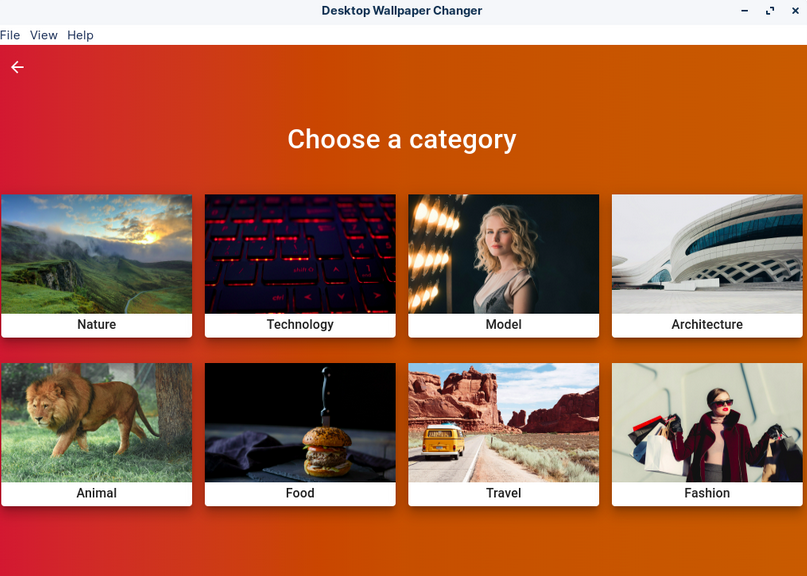 Desktop Wallpaper Changer
File View Help
Choose a category
Nature Technology Model Architecture
Animal Food Travel Fashion